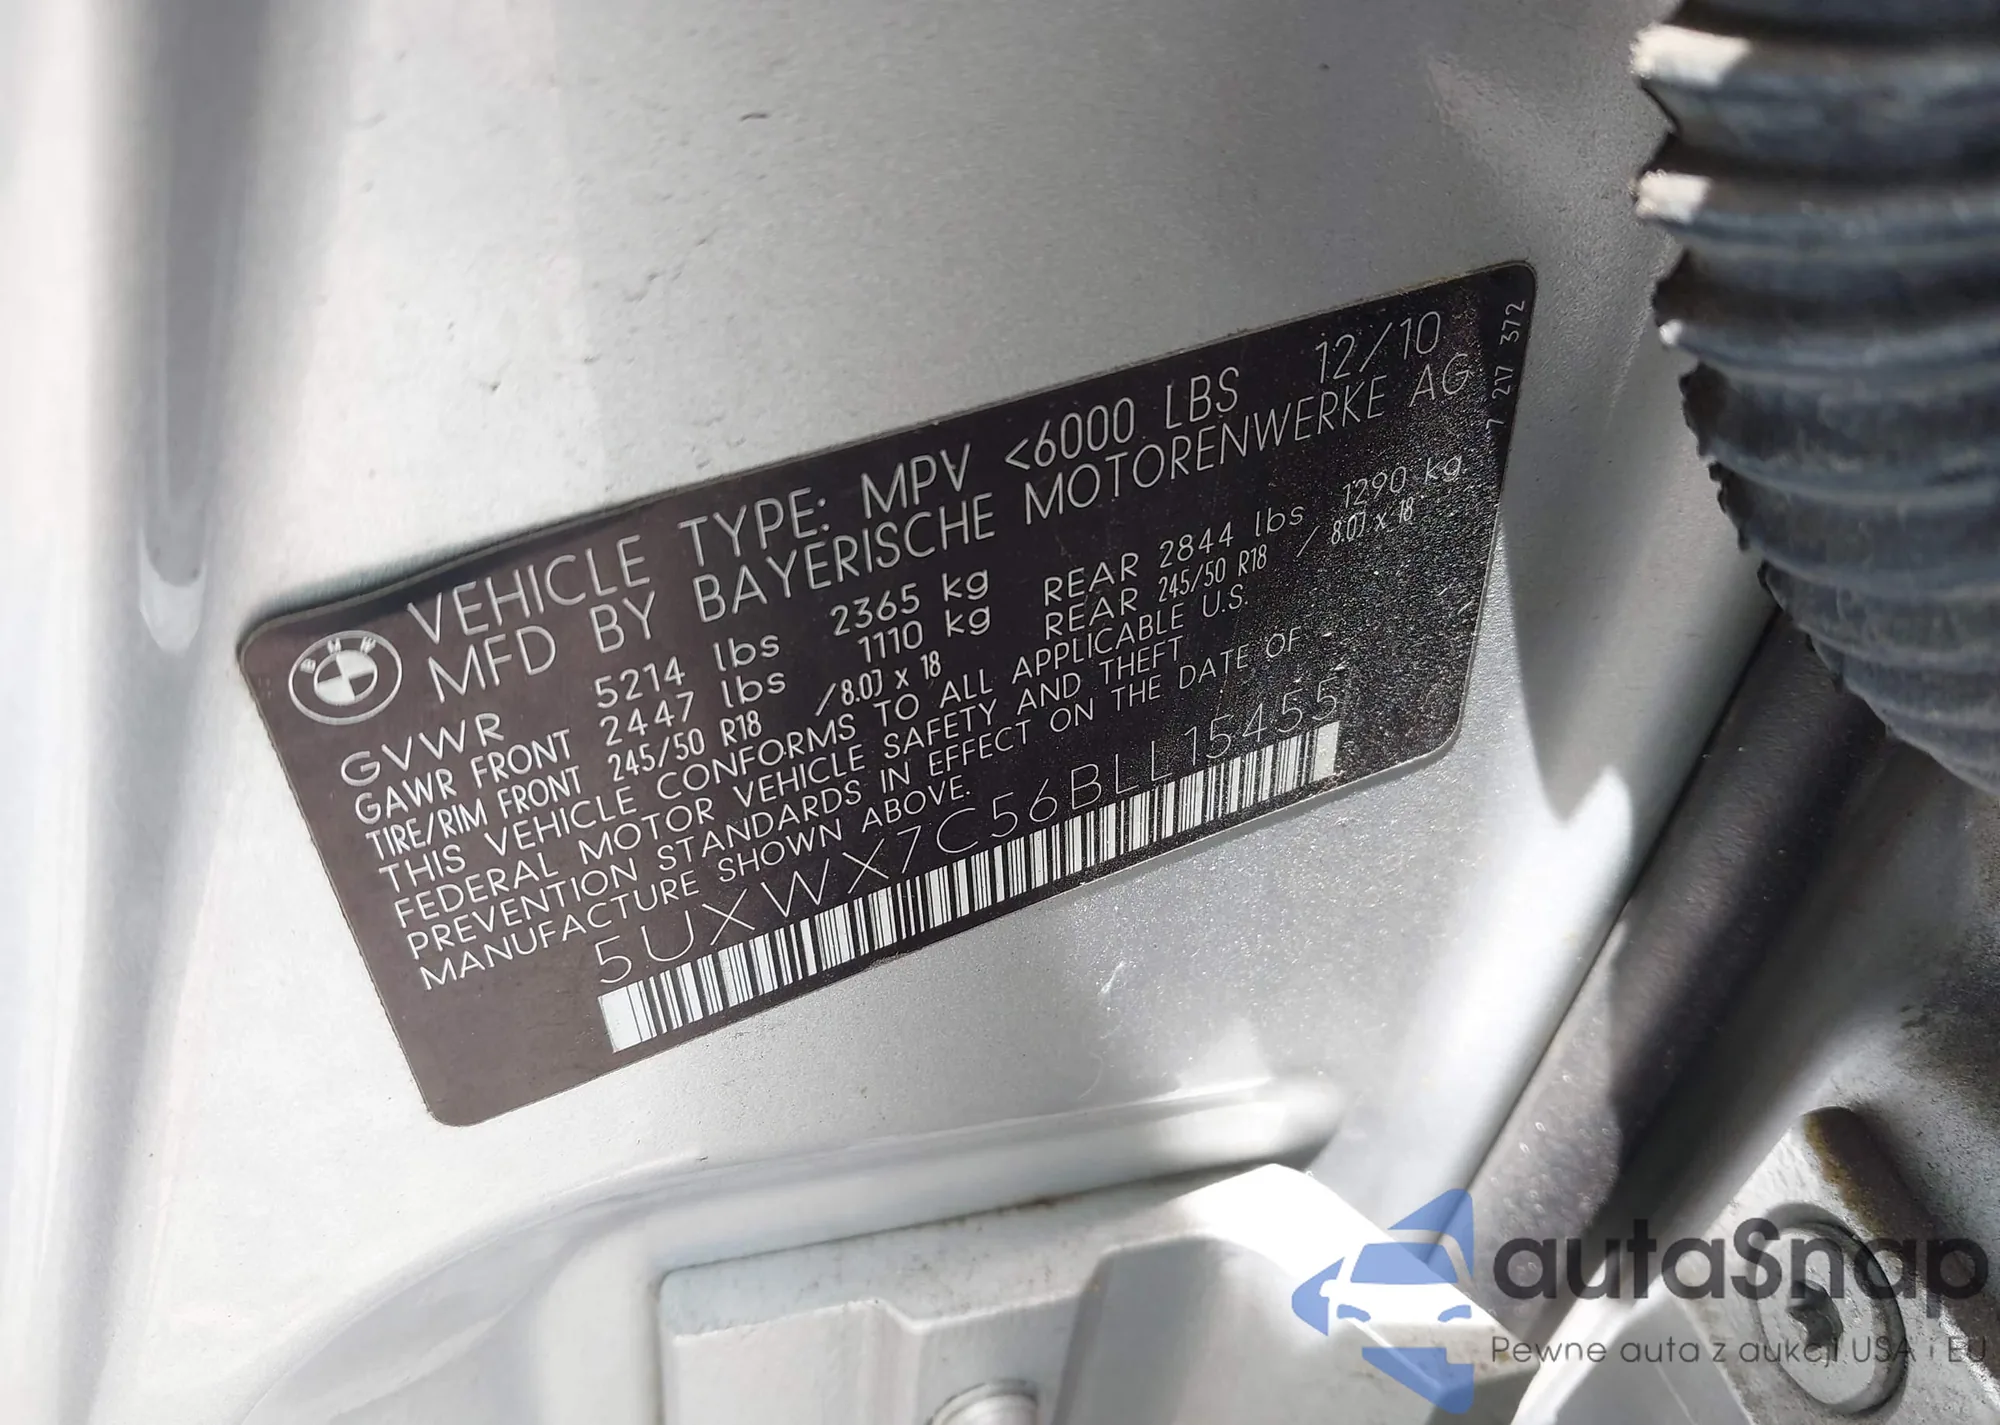 VEHICLE TYPE: MPV <6000 LBS 12/10
MFD BY BAYERISCHE MOTORENWERKE AG
GVWR 5214 lbs 2365 kg
GAWR FRONT 2447 lbs 1110 kg REAR 2844 lbs 1290 kg
TIRE/RIM FRONT 245/50 R18 /8.0J x 18 REAR 245/50 R18 / 8.0J x 18
THIS VEHICLE CONFORMS TO ALL APPLICABLE U.S.
FEDERAL MOTOR VEHICLE SAFETY AND THEFT
PREVENTION STANDARDS IN EFFECT ON THE DATE OF
MANUFACTURE SHOWN ABOVE.
5UXWX7C56BLL15455
7 217 372
BMW
autaSnap
Pewne auta z aukcji USA i EU